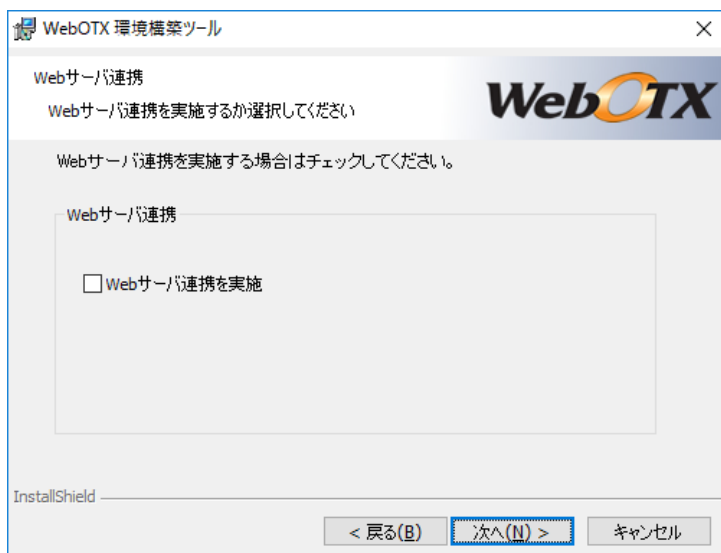 WebOTX 環境構築ツール
Webサーバ連携
Webサーバ連携を実施するか選択してください
WebOTX
Webサーバ連携を実施する場合はチェックしてください。
Webサーバ連携
Webサーバ連携を実施
InstallShield
< 戻る(B)
次へ(N) >
キャンセル